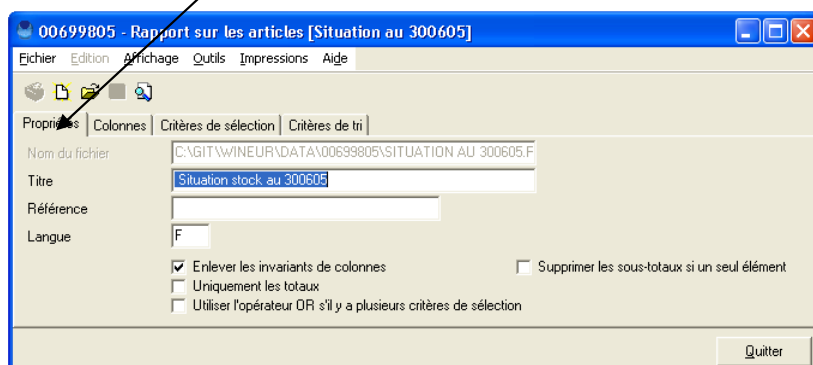 00699805 - Rapport sur les articles [Situation au 300605]
Fichier Edition Affichage Outils Impressions Aide
Propriétés Colonnes Critères de sélection Critères de tri
Nom du fichier C:\GIT\WINEUR\DATA\00699805\SITUATION AU 300605.F
Titre Situation stock au 300605
Référence
Langue F
Enlever les invariants de colonnes Supprimer les sous-totaux si un seul élément
Uniquement les totaux
Utiliser l'opérateur OR s'il y a plusieurs critères de sélection
Quitter